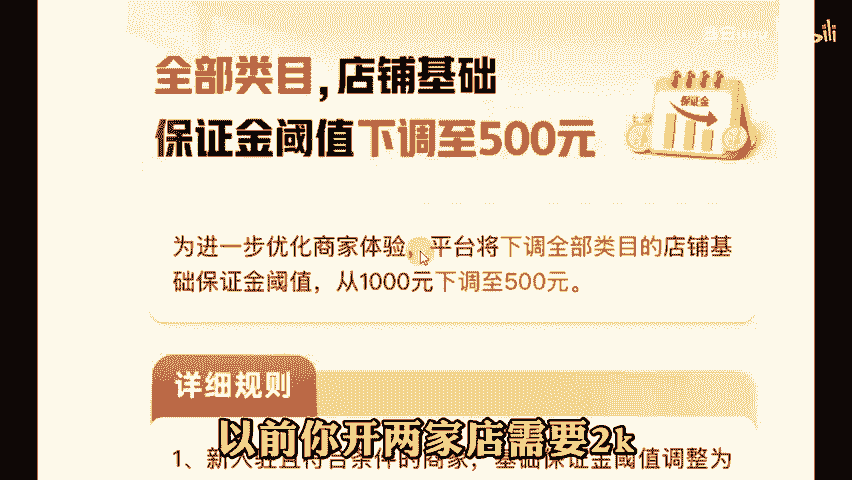 全部类目，店铺基础
保证金阈值下调至500元
保证金
为进一步优化商家体验，平台将下调全部类目的店铺基
础保证金阈值，从1000元下调至500元。
详细规则
1、新入驻且符合条件的商家，基础保证金阈值调整为
以前你开两家店需要2k